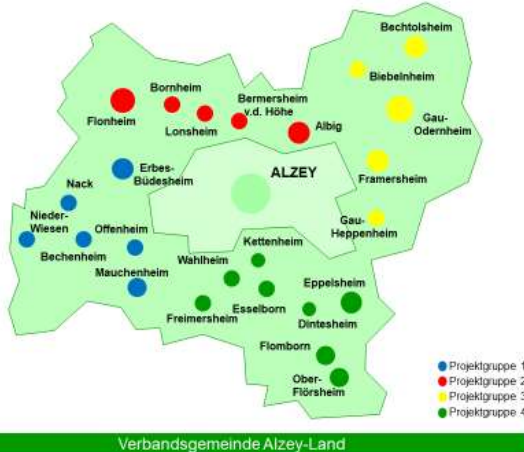 Bechtolsheim
Biebelnheim
Bornheim
Bermersheim
v.d. Höhe
Gau-
Odernheim
Flonheim
Lonsheim
Albig
Erbes-
Büdesheim
ALZEY
Framersheim
Nack
Nieder-
Wiesen
Offenheim
Gau-
Heppenheim
Bechenheim
Kettenheim
Wahlheim
Mauchenheim
Eppelsheim
Freimersheim
Esselborn
Dintesheim
Flomborn
Ober-
Flörsheim
Projektgruppe 1
Projektgruppe 2
Projektgruppe 3
Projektgruppe 4
Verbandsgemeinde Alzey-Land